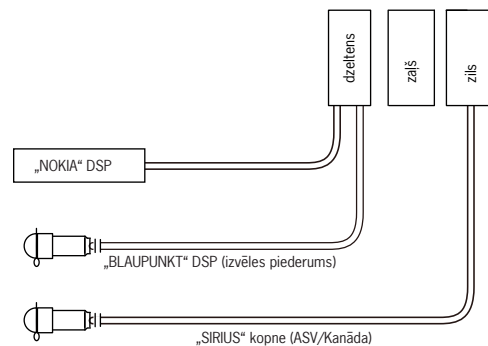 dzeltens
zaļš
zils
„NOKIA“ DSP
„BLAUPUNKT“ DSP (izvēles piederums)
„SIRIUS“ kopne (ASV/Kanāda)